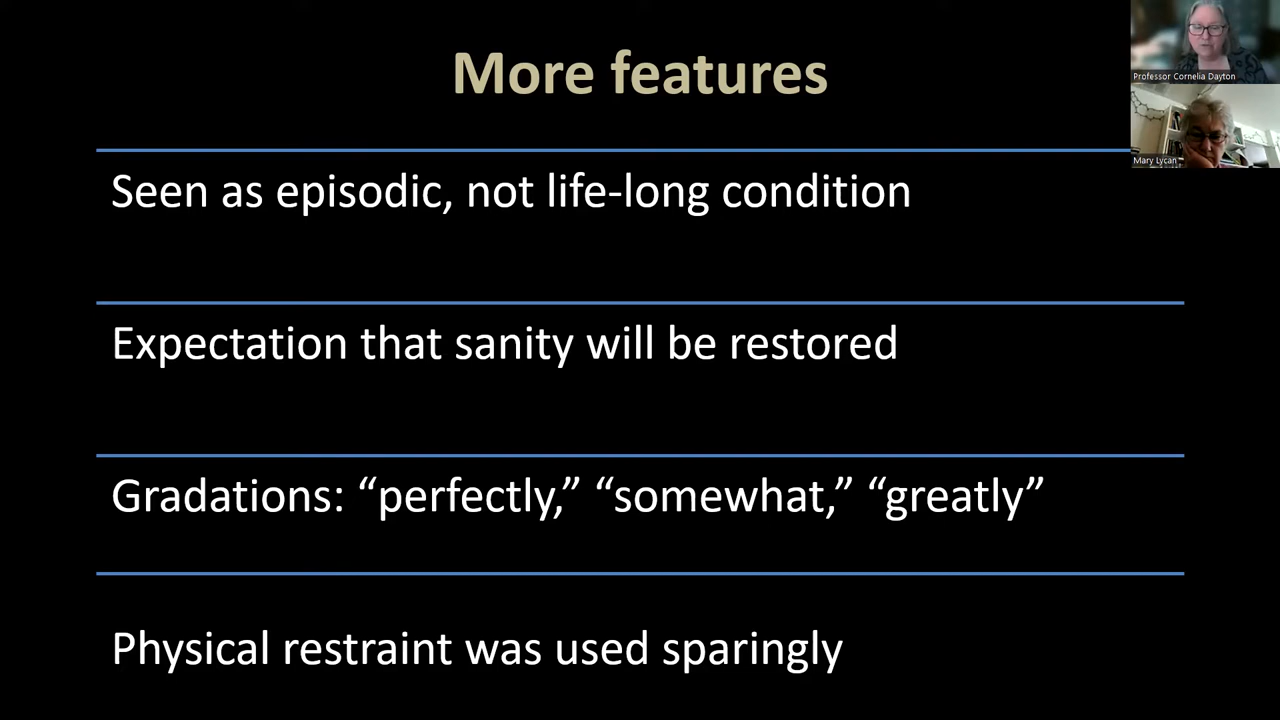 More features
Professor Cornelia Dayton
Mary Lycan
Seen as episodic, not life-long condition
Expectation that sanity will be restored
Gradations: “perfectly,” “somewhat,” “greatly”
Physical restraint was used sparingly